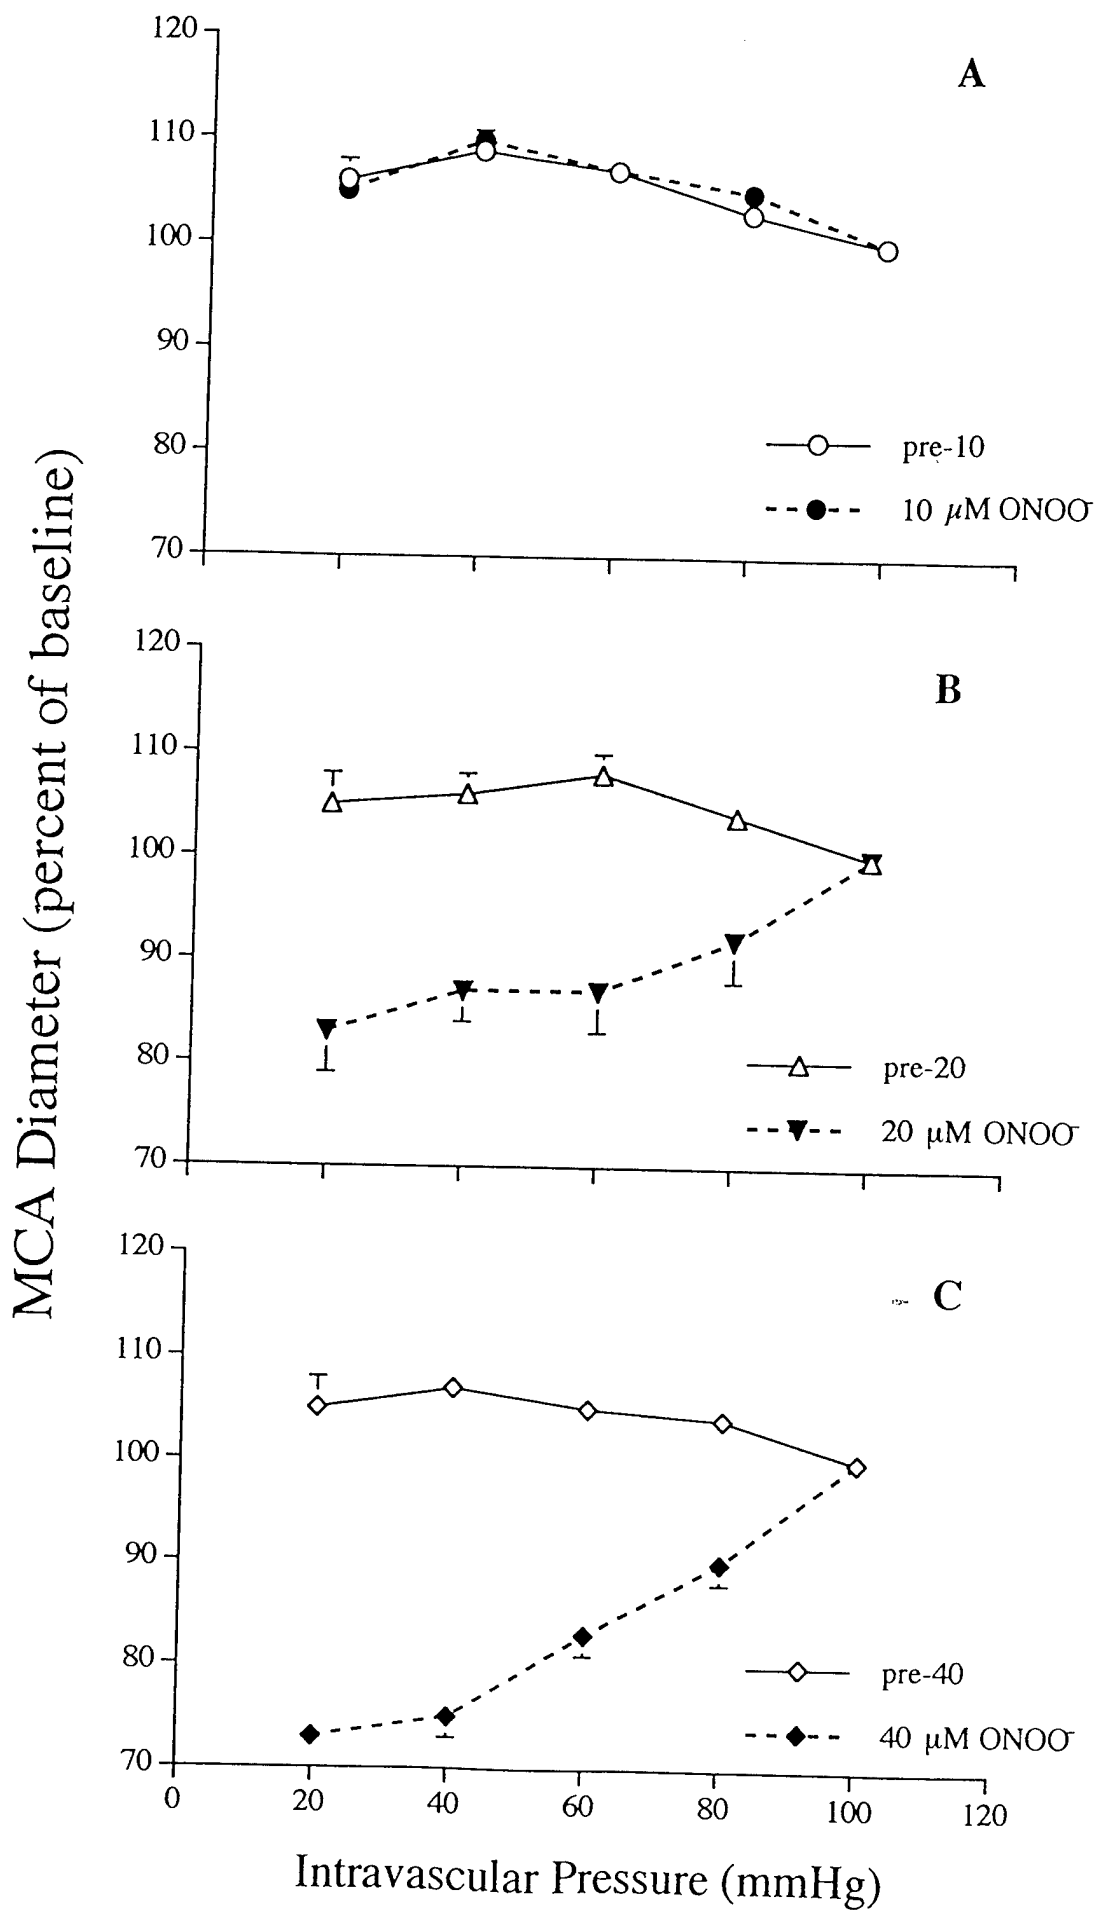 MCA Diameter (percent of baseline)
A
120
110
100
90
80
70
pre-10
10 μM ONOO⁻
B
120
110
100
90
80
70
pre-20
20 μM ONOO⁻
C
120
110
100
90
80
70
pre-40
40 μM ONOO⁻
0 20 40 60 80 100 120
Intravascular Pressure (mmHg)